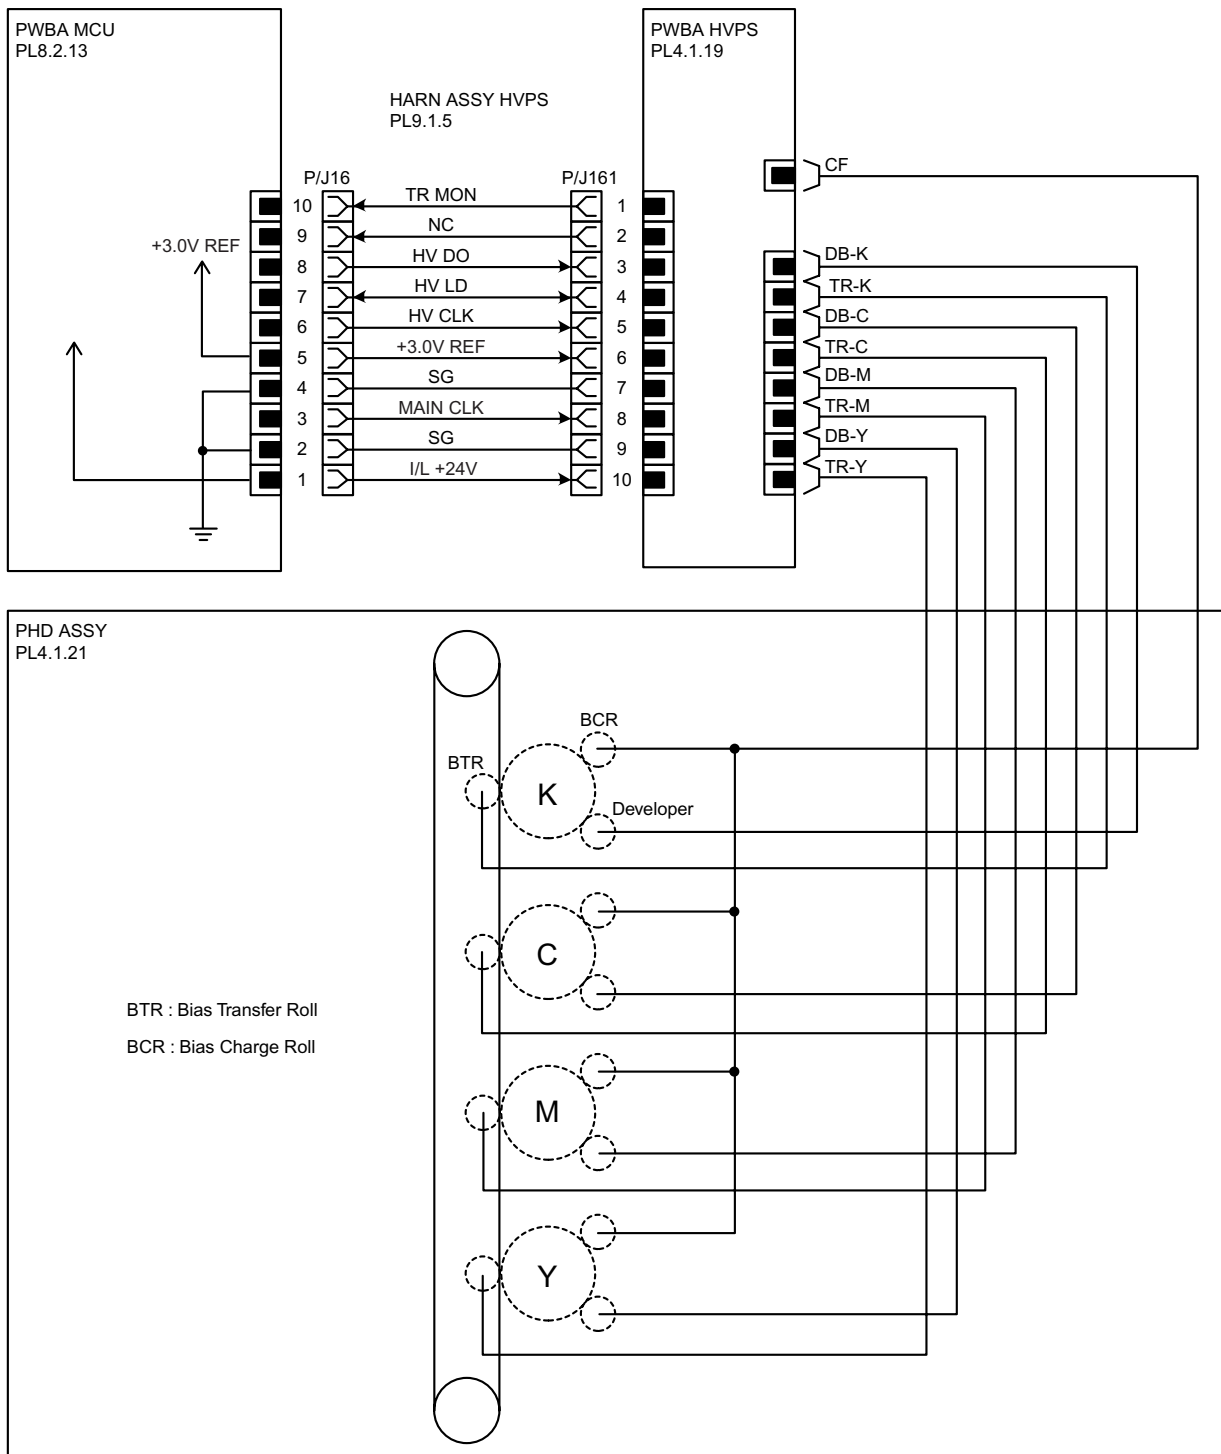 PWBA MCU
PL8.2.13
PWBA HVPS
PL4.1.19
HARN ASSY HVPS
PL9.1.5
CF
P/J16
P/J161
10 TR MON 1
9 NC 2
+3.0V REF
8 HV DO 3
DB-K
7 HV LD 4
TR-K
6 HV CLK 5
DB-C
5 +3.0V REF 6
TR-C
4 SG 7
DB-M
3 MAIN CLK 8
TR-M
2 SG 9
DB-Y
1 I/L +24V 10
TR-Y
PHD ASSY
PL4.1.21
BCR
BTR
K
Developer
C
BTR : Bias Transfer Roll
BCR : Bias Charge Roll
M
Y